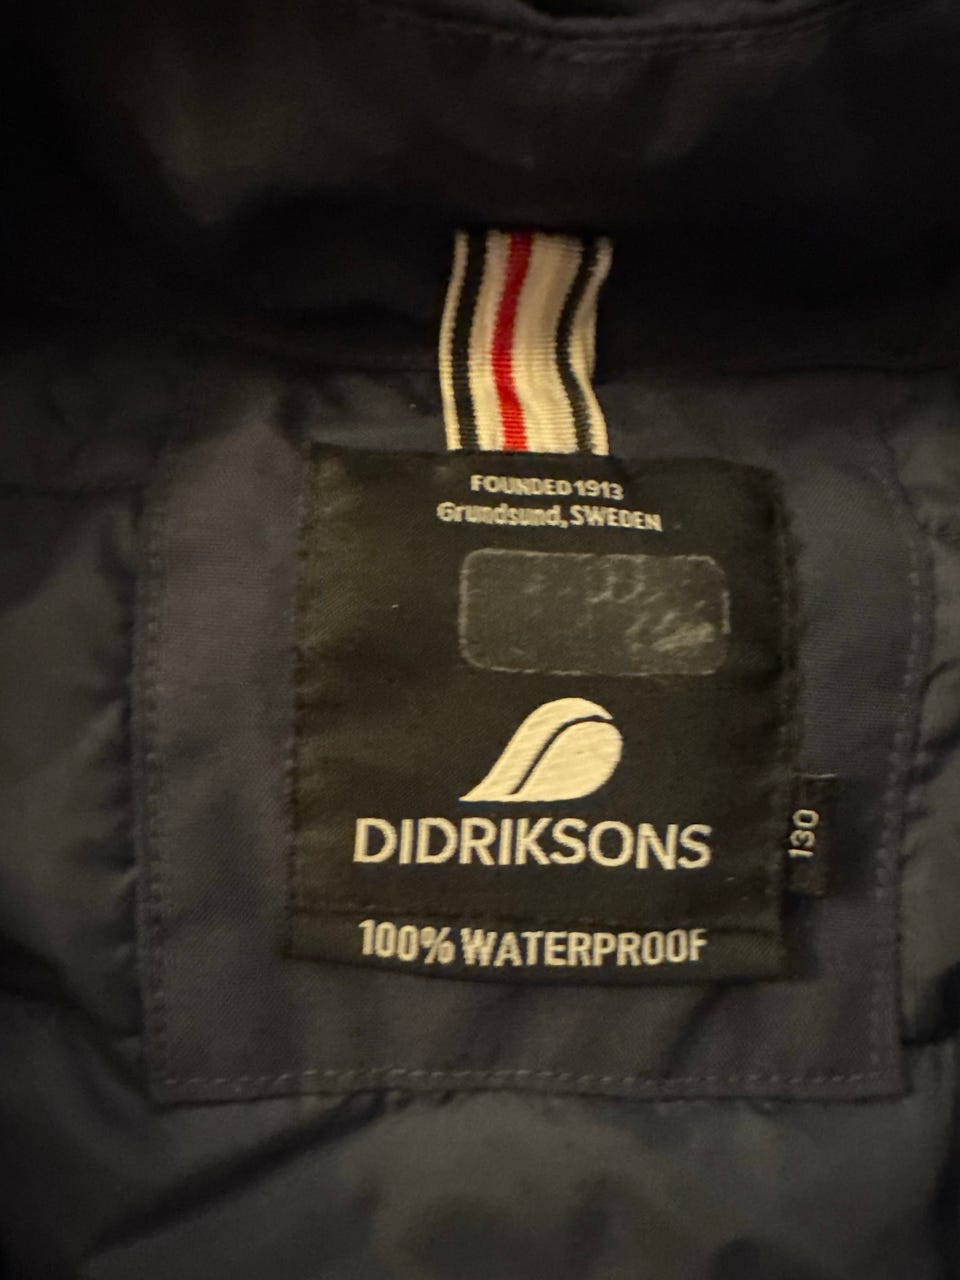 FOUNDED 1913
Grundsund, SWEDEN
DIDRIKSONS
130
100% WATERPROOF